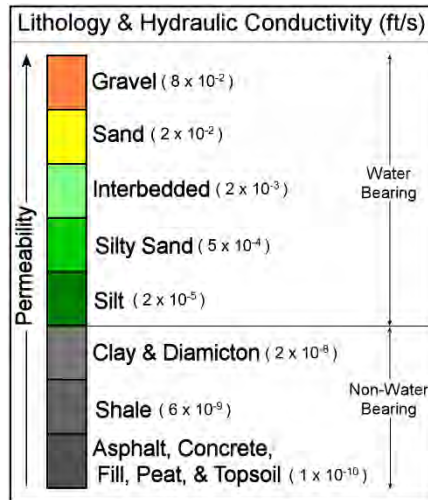 Lithology & Hydraulic Conductivity (ft/s)
Permeability
Gravel ( 8 x 10⁻² )
Sand ( 2 x 10⁻² )
Interbedded ( 2 x 10⁻³ )
Silty Sand ( 5 x 10⁻⁴ )
Silt ( 2 x 10⁻⁵ )
Water
Bearing
Clay & Diamicton ( 2 x 10⁻⁸ )
Shale ( 6 x 10⁻⁹ )
Asphalt, Concrete,
Fill, Peat, & Topsoil ( 1 x 10⁻¹⁰ )
Non-Water
Bearing